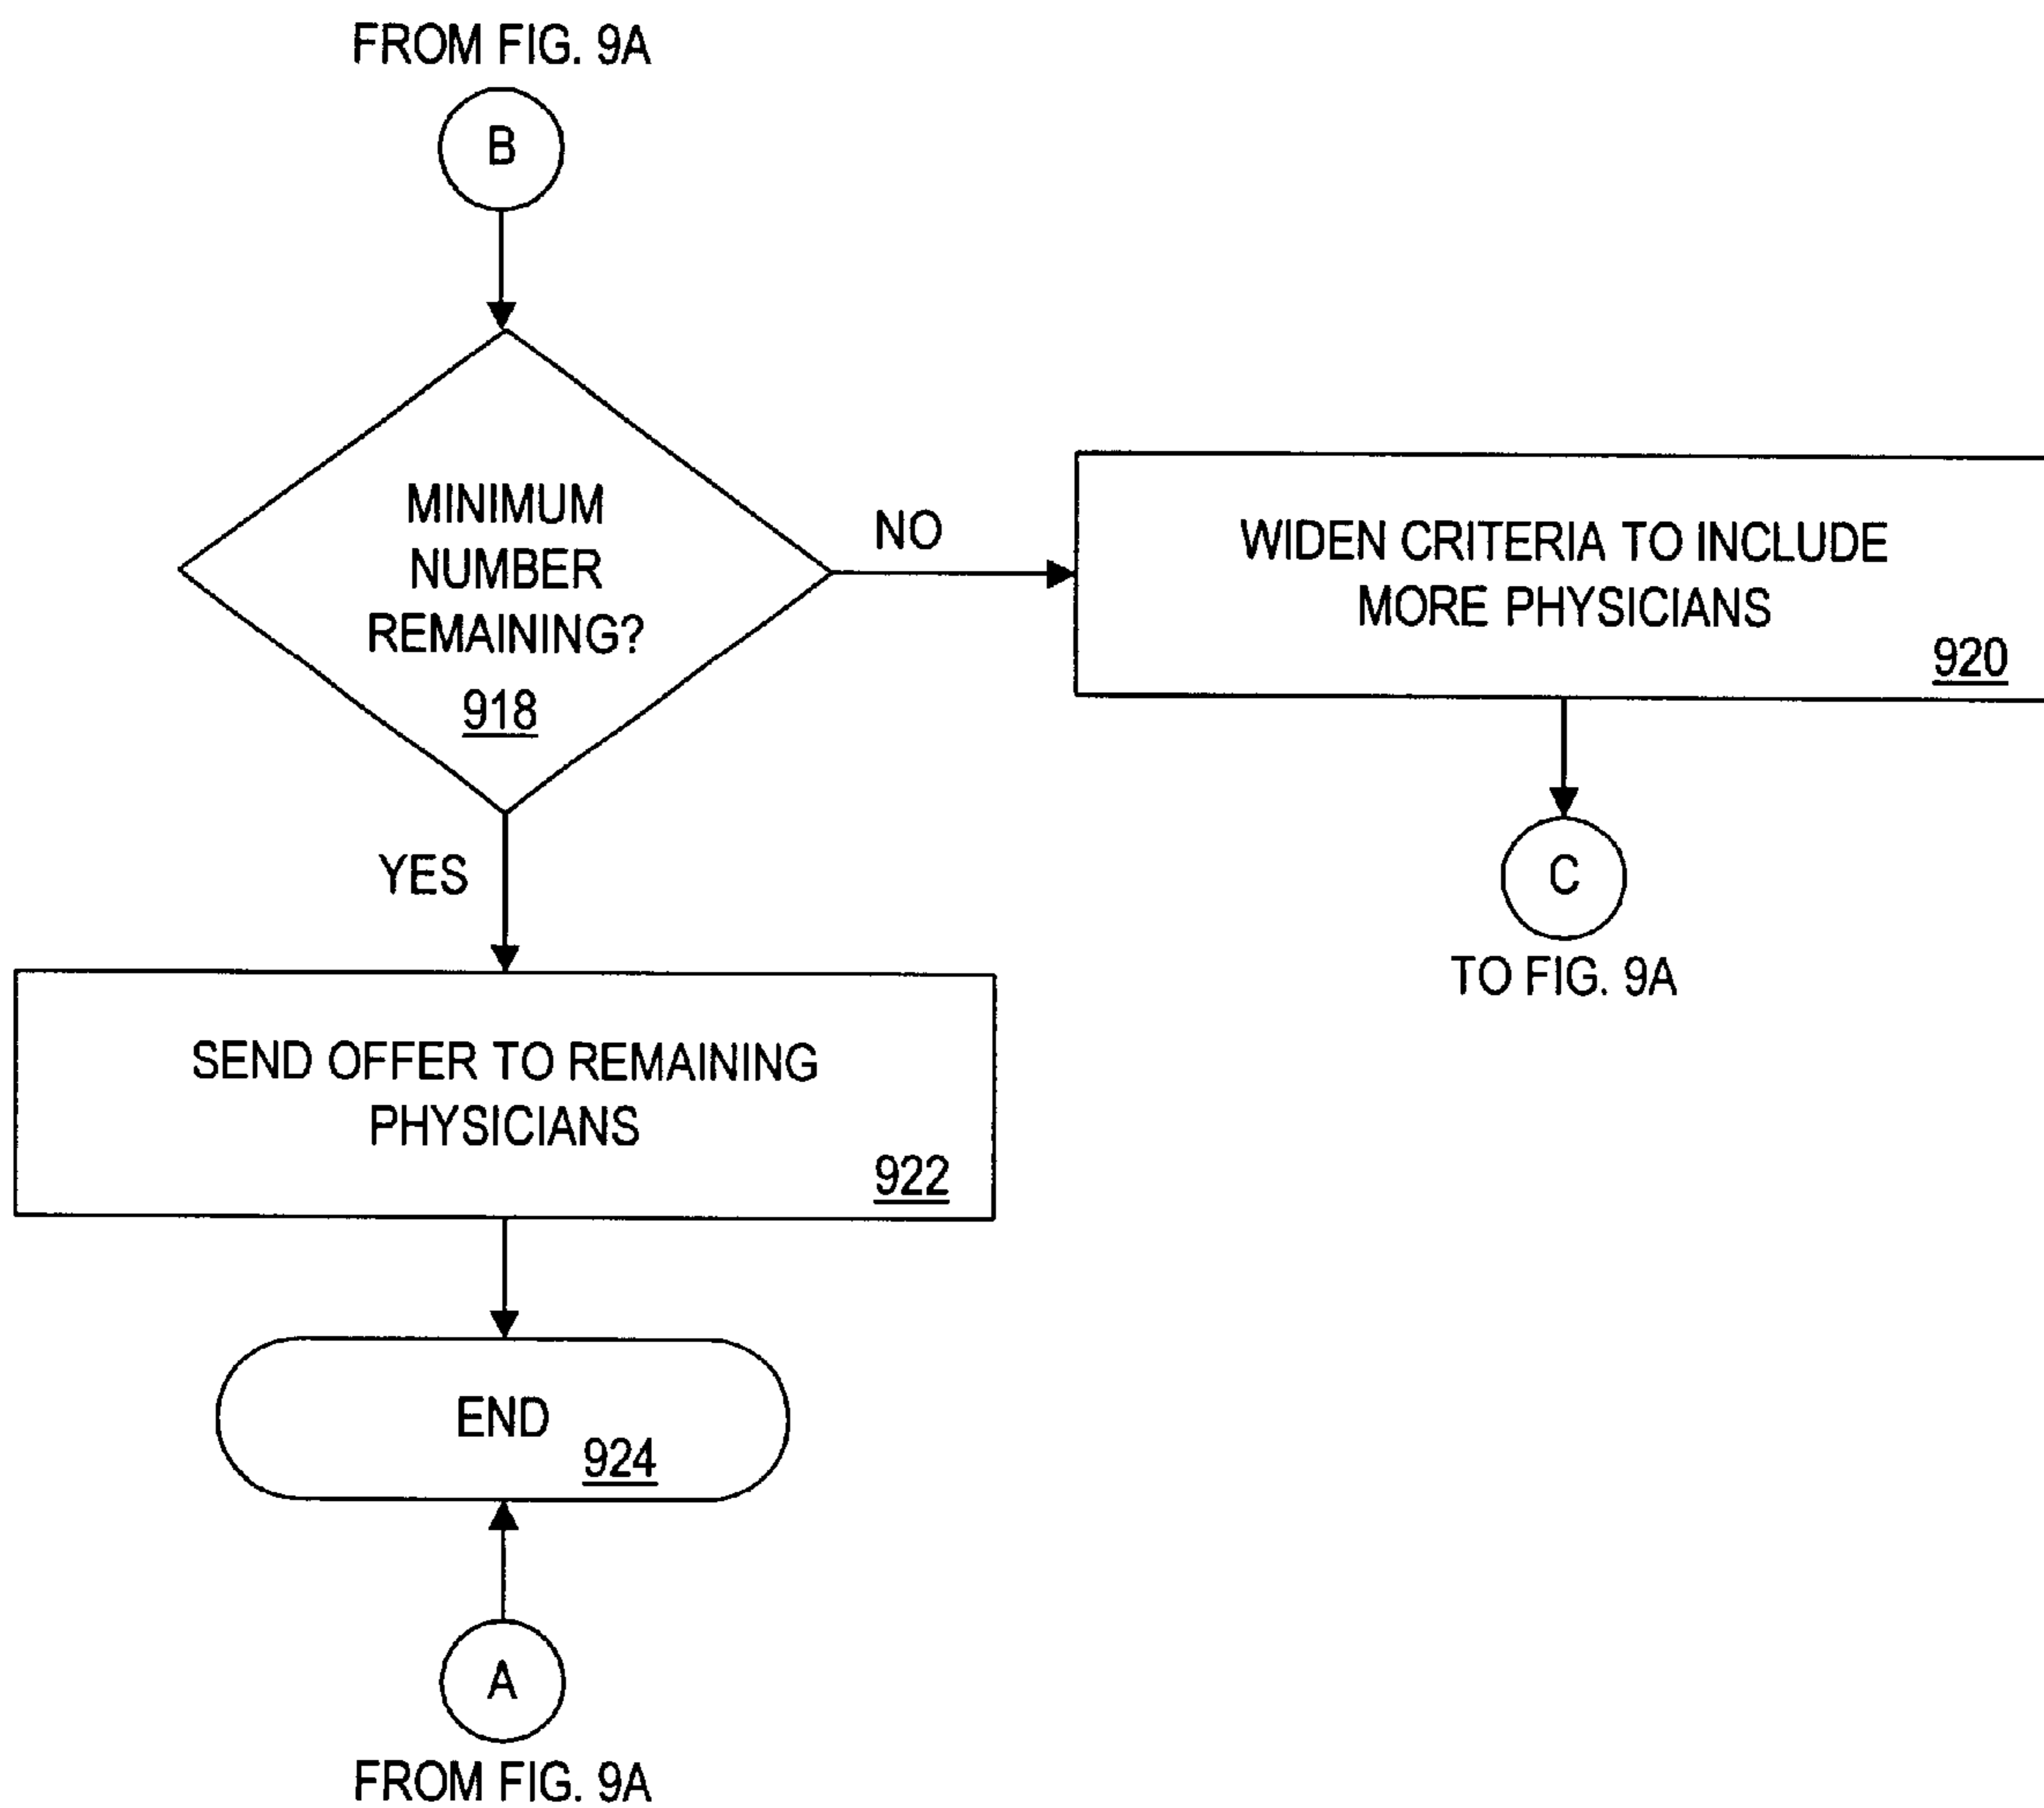 FROM FIG. 9A
B
MINIMUM
NUMBER
REMAINING?
918
NO
WIDEN CRITERIA TO INCLUDE
MORE PHYSICIANS
920
C
TO FIG. 9A
YES
SEND OFFER TO REMAINING
PHYSICIANS
922
END
924
A
FROM FIG. 9A